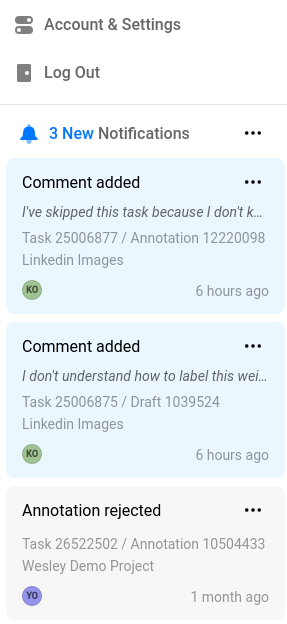 Account & Settings
Log Out
3 New Notifications
Comment added
I've skipped this task because I don't k...
Task 25006877 / Annotation 12220098
Linkedin Images
KO
6 hours ago
Comment added
I don't understand how to label this wei...
Task 25006875 / Draft 1039524
Linkedin Images
KO
6 hours ago
Annotation rejected
Task 26522502 / Annotation 10504433
Wesley Demo Project
YO
1 month ago